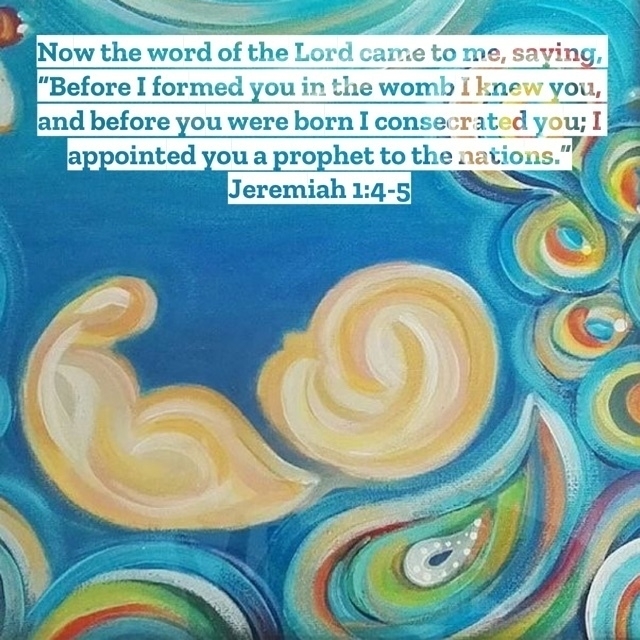 Now the word of the Lord came to me, saying,
“Before I formed you in the womb I knew you,
and before you were born I consecrated you; I
appointed you a prophet to the nations.”
Jeremiah 1:4-5